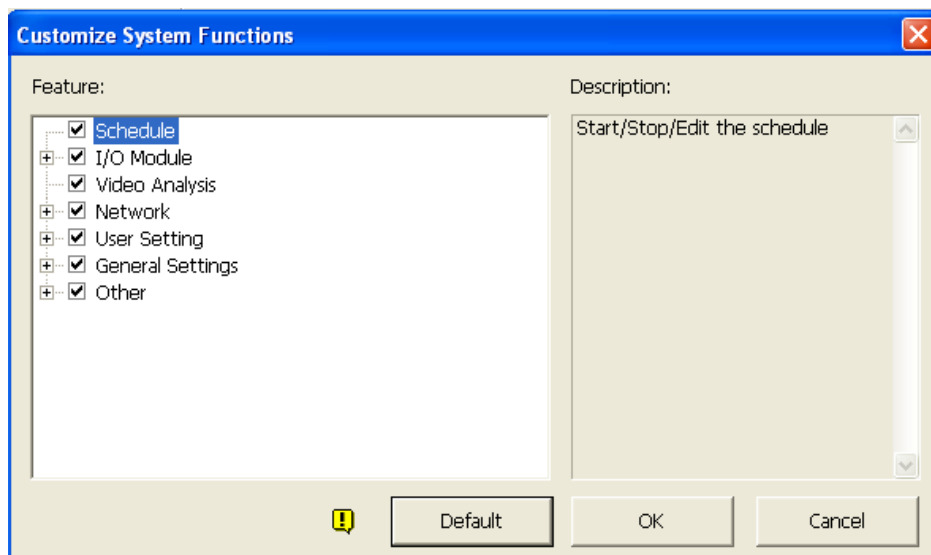 Customize System Functions
Feature:
Description:
Schedule
I/O Module
Video Analysis
Network
User Setting
General Settings
Other
Start/Stop/Edit the schedule
Default
OK
Cancel